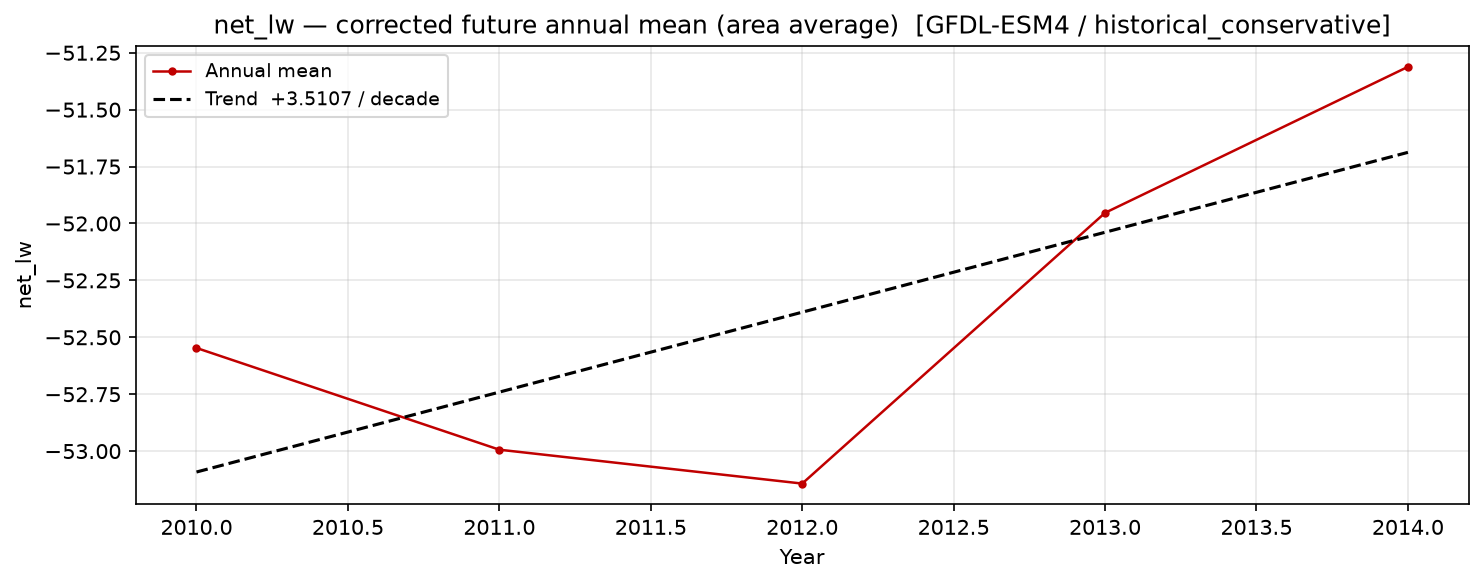 net_lw — corrected future annual mean (area average)  [GFDL-ESM4 / historical_conservative]
Annual mean
Trend  +3.5107 / decade
−51.25
−51.50
−51.75
−52.00
−52.25
−52.50
−52.75
−53.00
net_lw
2010.0 2010.5 2011.0 2011.5 2012.0 2012.5 2013.0 2013.5 2014.0
Year